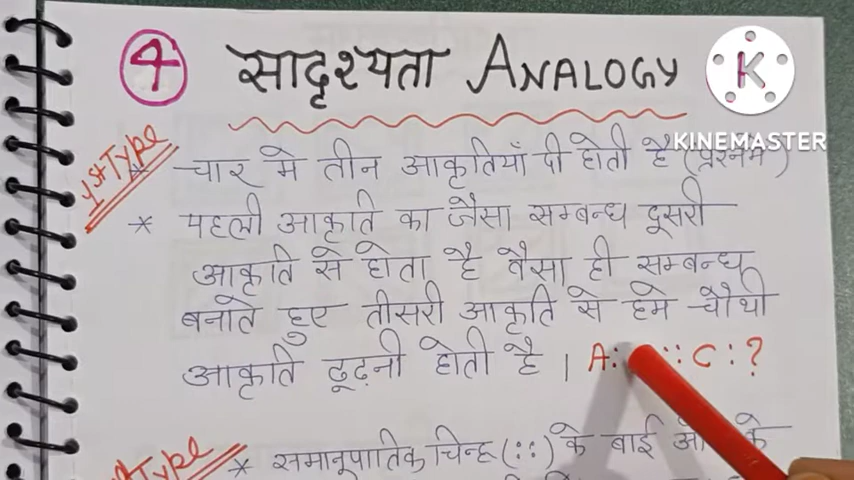 4 सादृश्यता ANALOGY
K
KINEMASTER
1st Type
* चार मे तीन आकृतियाँ दी होती है (प्रश्नमे)
* पहली आकृति का जैसा सम्बन्ध दूसरी
आकृति से होता है वैसा ही सम्बन्ध
बनाते हुए तीसरी आकृति से हमे चौथी
आकृति ढूढ़नी होती है । A: :: C : ?
Type
* समानुपातिक चिन्ह (::) के बाई के